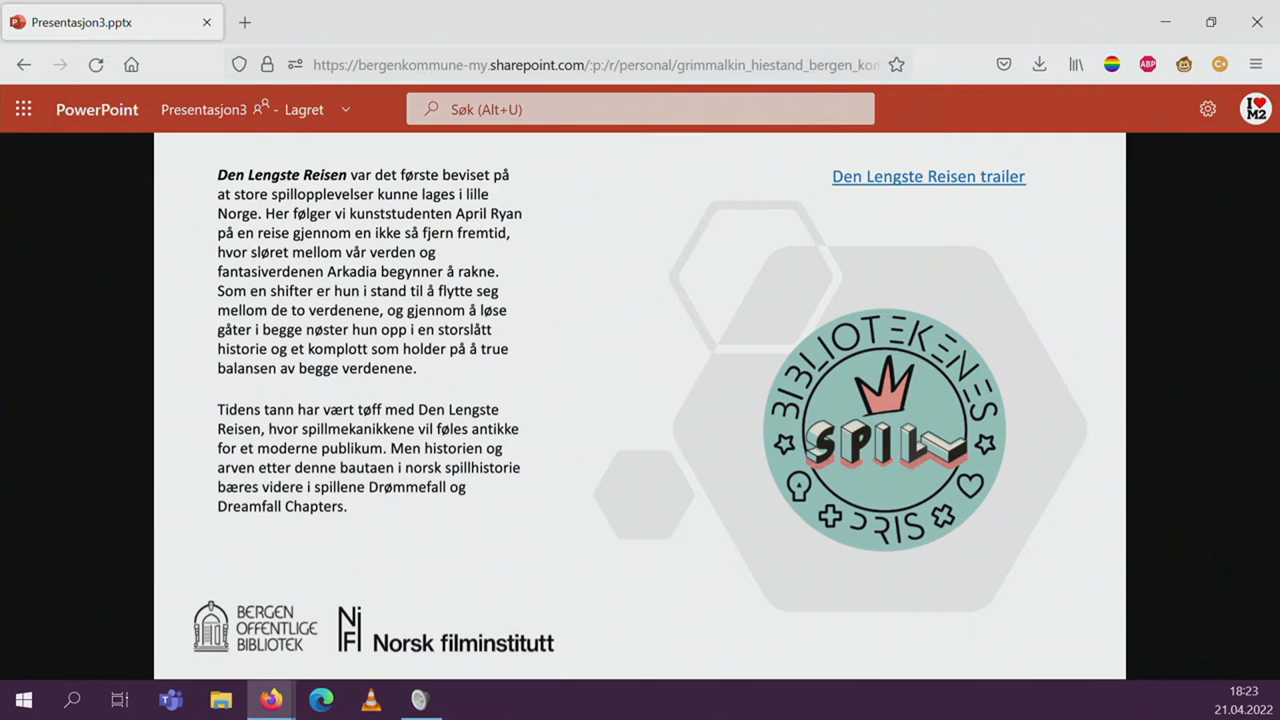 Presentasjon3.pptx
https://bergenkommune-my.sharepoint.com/:p:/r/personal/grimmalkin_hiestand_bergen_kom
ABP
C+
PowerPoint
Presentasjon3 - Lagret
Søk (Alt+U)
I ♥ M2
Den Lengste Reisen var det første beviset på
at store spillopplevelser kunne lages i lille
Norge. Her følger vi kunststudenten April Ryan
på en reise gjennom en ikke så fjern fremtid,
hvor sløret mellom vår verden og
fantasiverdenen Arkadia begynner å rakne.
Som en shifter er hun i stand til å flytte seg
mellom de to verdenene, og gjennom å løse
gåter i begge nøster hun opp i en storslått
historie og et komplott som holder på å true
balansen av begge verdenene.
Tidens tann har vært tøff med Den Lengste
Reisen, hvor spillmekanikkene vil føles antikke
for et moderne publikum. Men historien og
arven etter denne bautaen i norsk spillhistorie
bæres videre i spillene Drømmefall og
Dreamfall Chapters.
Den Lengste Reisen trailer
BIBLIOTEKENES
SPILL
PRIS
BERGEN
OFFENTLIGE
BIBLIOTEK
NiFI
Norsk filminstitutt
18:23
21.04.2022